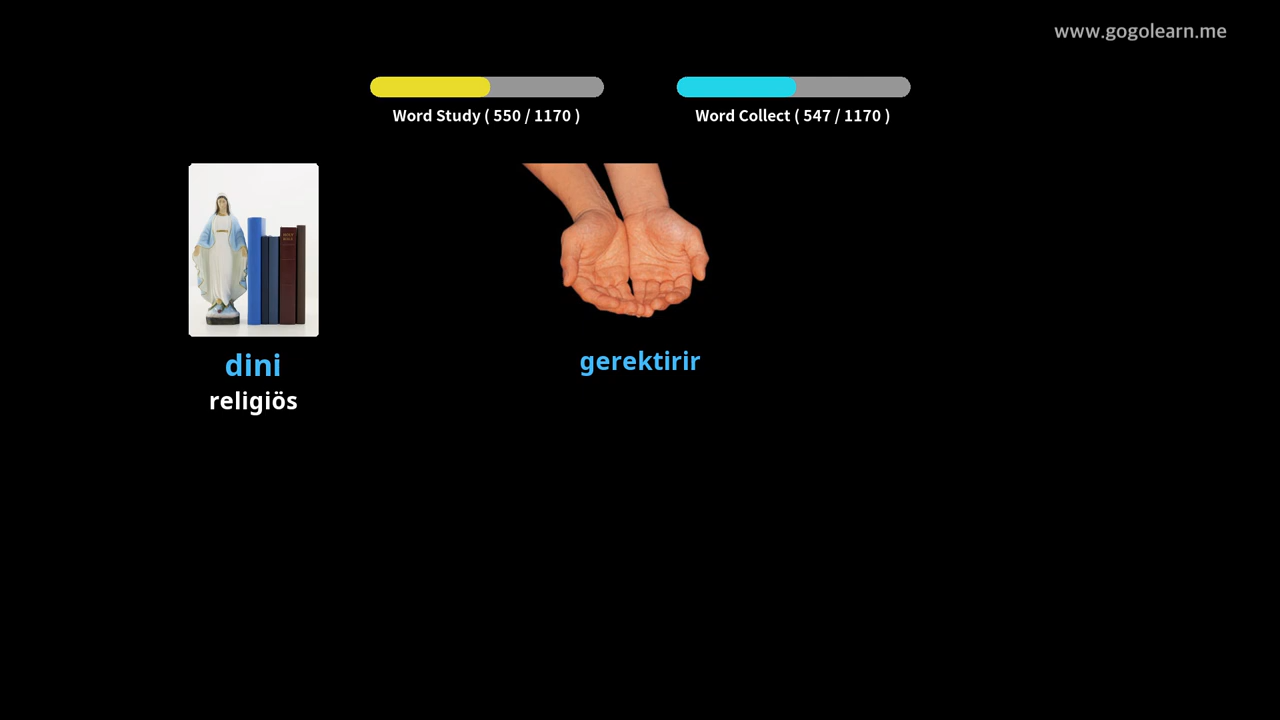 www.gogolearn.me
Word Study ( 550 / 1170 )
Word Collect ( 547 / 1170 )
dini
religiös
gerektirir